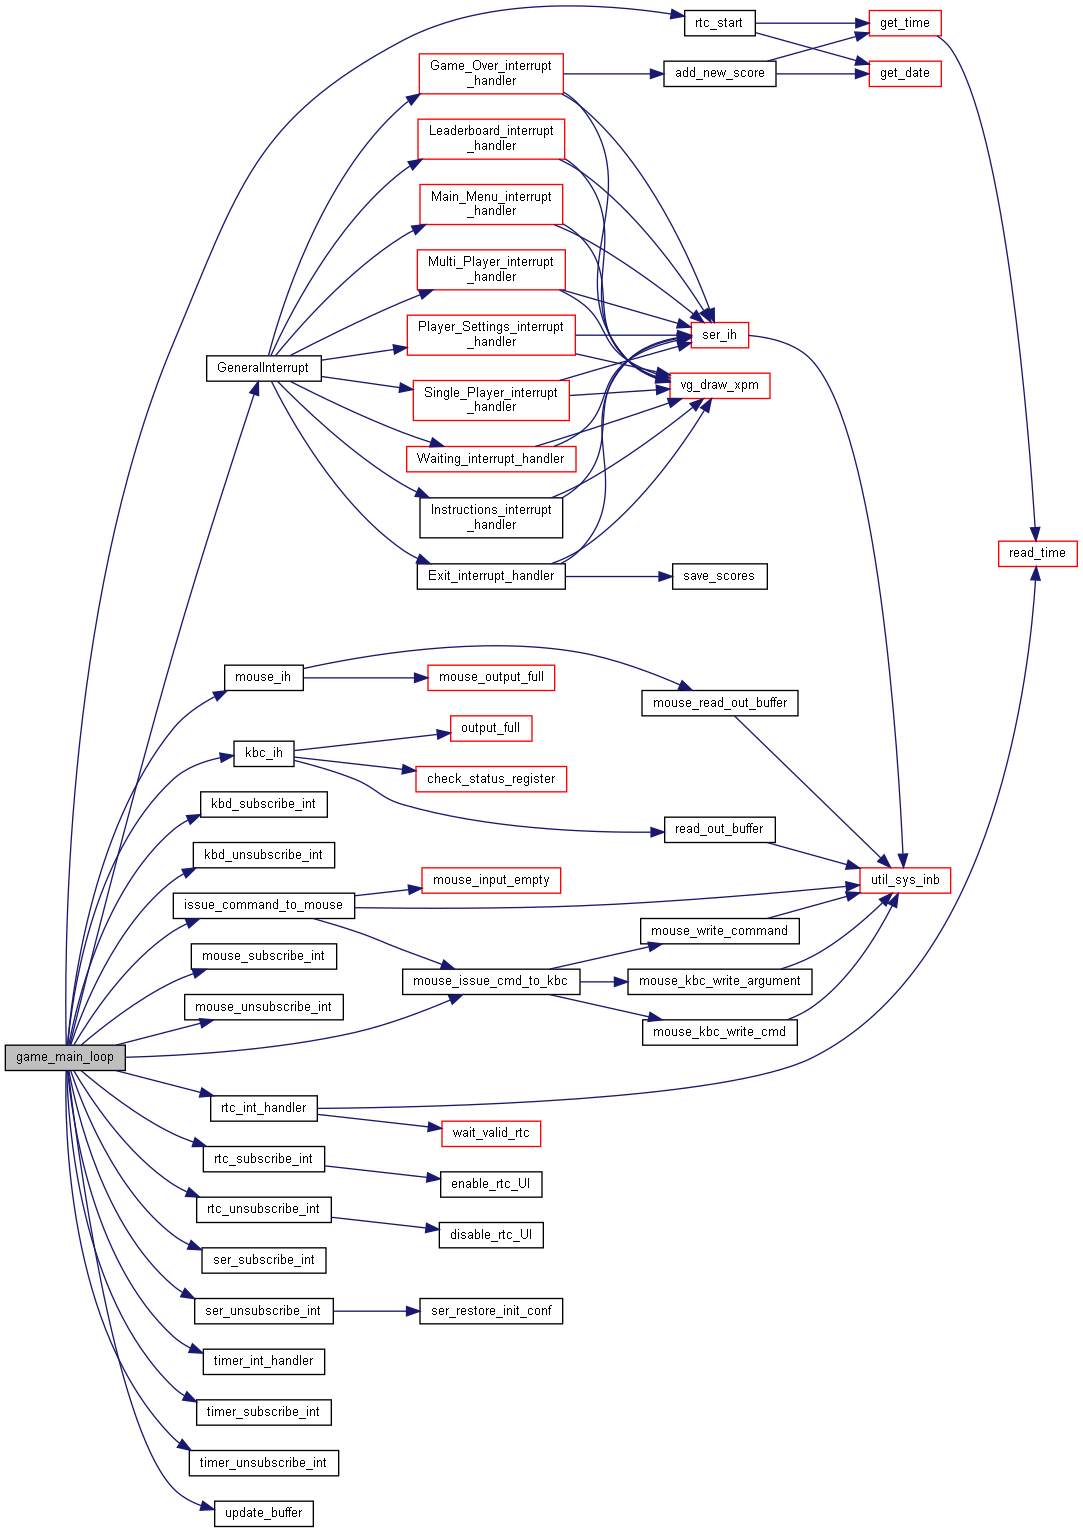 rtc_start
get_time
Game_Over_interrupt
_handler
add_new_score
get_date
Leaderboard_interrupt
_handler
Main_Menu_interrupt
_handler
Multi_Player_interrupt
_handler
Player_Settings_interrupt
_handler
ser_ih
GeneralInterrupt
Single_Player_interrupt
_handler
vg_draw_xpm
Waiting_interrupt_handler
Instructions_interrupt
_handler
read_time
Exit_interrupt_handler
save_scores
mouse_ih
mouse_output_full
mouse_read_out_buffer
output_full
kbc_ih
check_status_register
kbd_subscribe_int
read_out_buffer
kbd_unsubscribe_int
mouse_input_empty
util_sys_inb
issue_command_to_mouse
mouse_write_command
mouse_subscribe_int
mouse_issue_cmd_to_kbc
mouse_kbc_write_argument
mouse_unsubscribe_int
mouse_kbc_write_cmd
game_main_loop
rtc_int_handler
wait_valid_rtc
rtc_subscribe_int
enable_rtc_UI
rtc_unsubscribe_int
disable_rtc_UI
ser_subscribe_int
ser_unsubscribe_int
ser_restore_init_conf
timer_int_handler
timer_subscribe_int
timer_unsubscribe_int
update_buffer